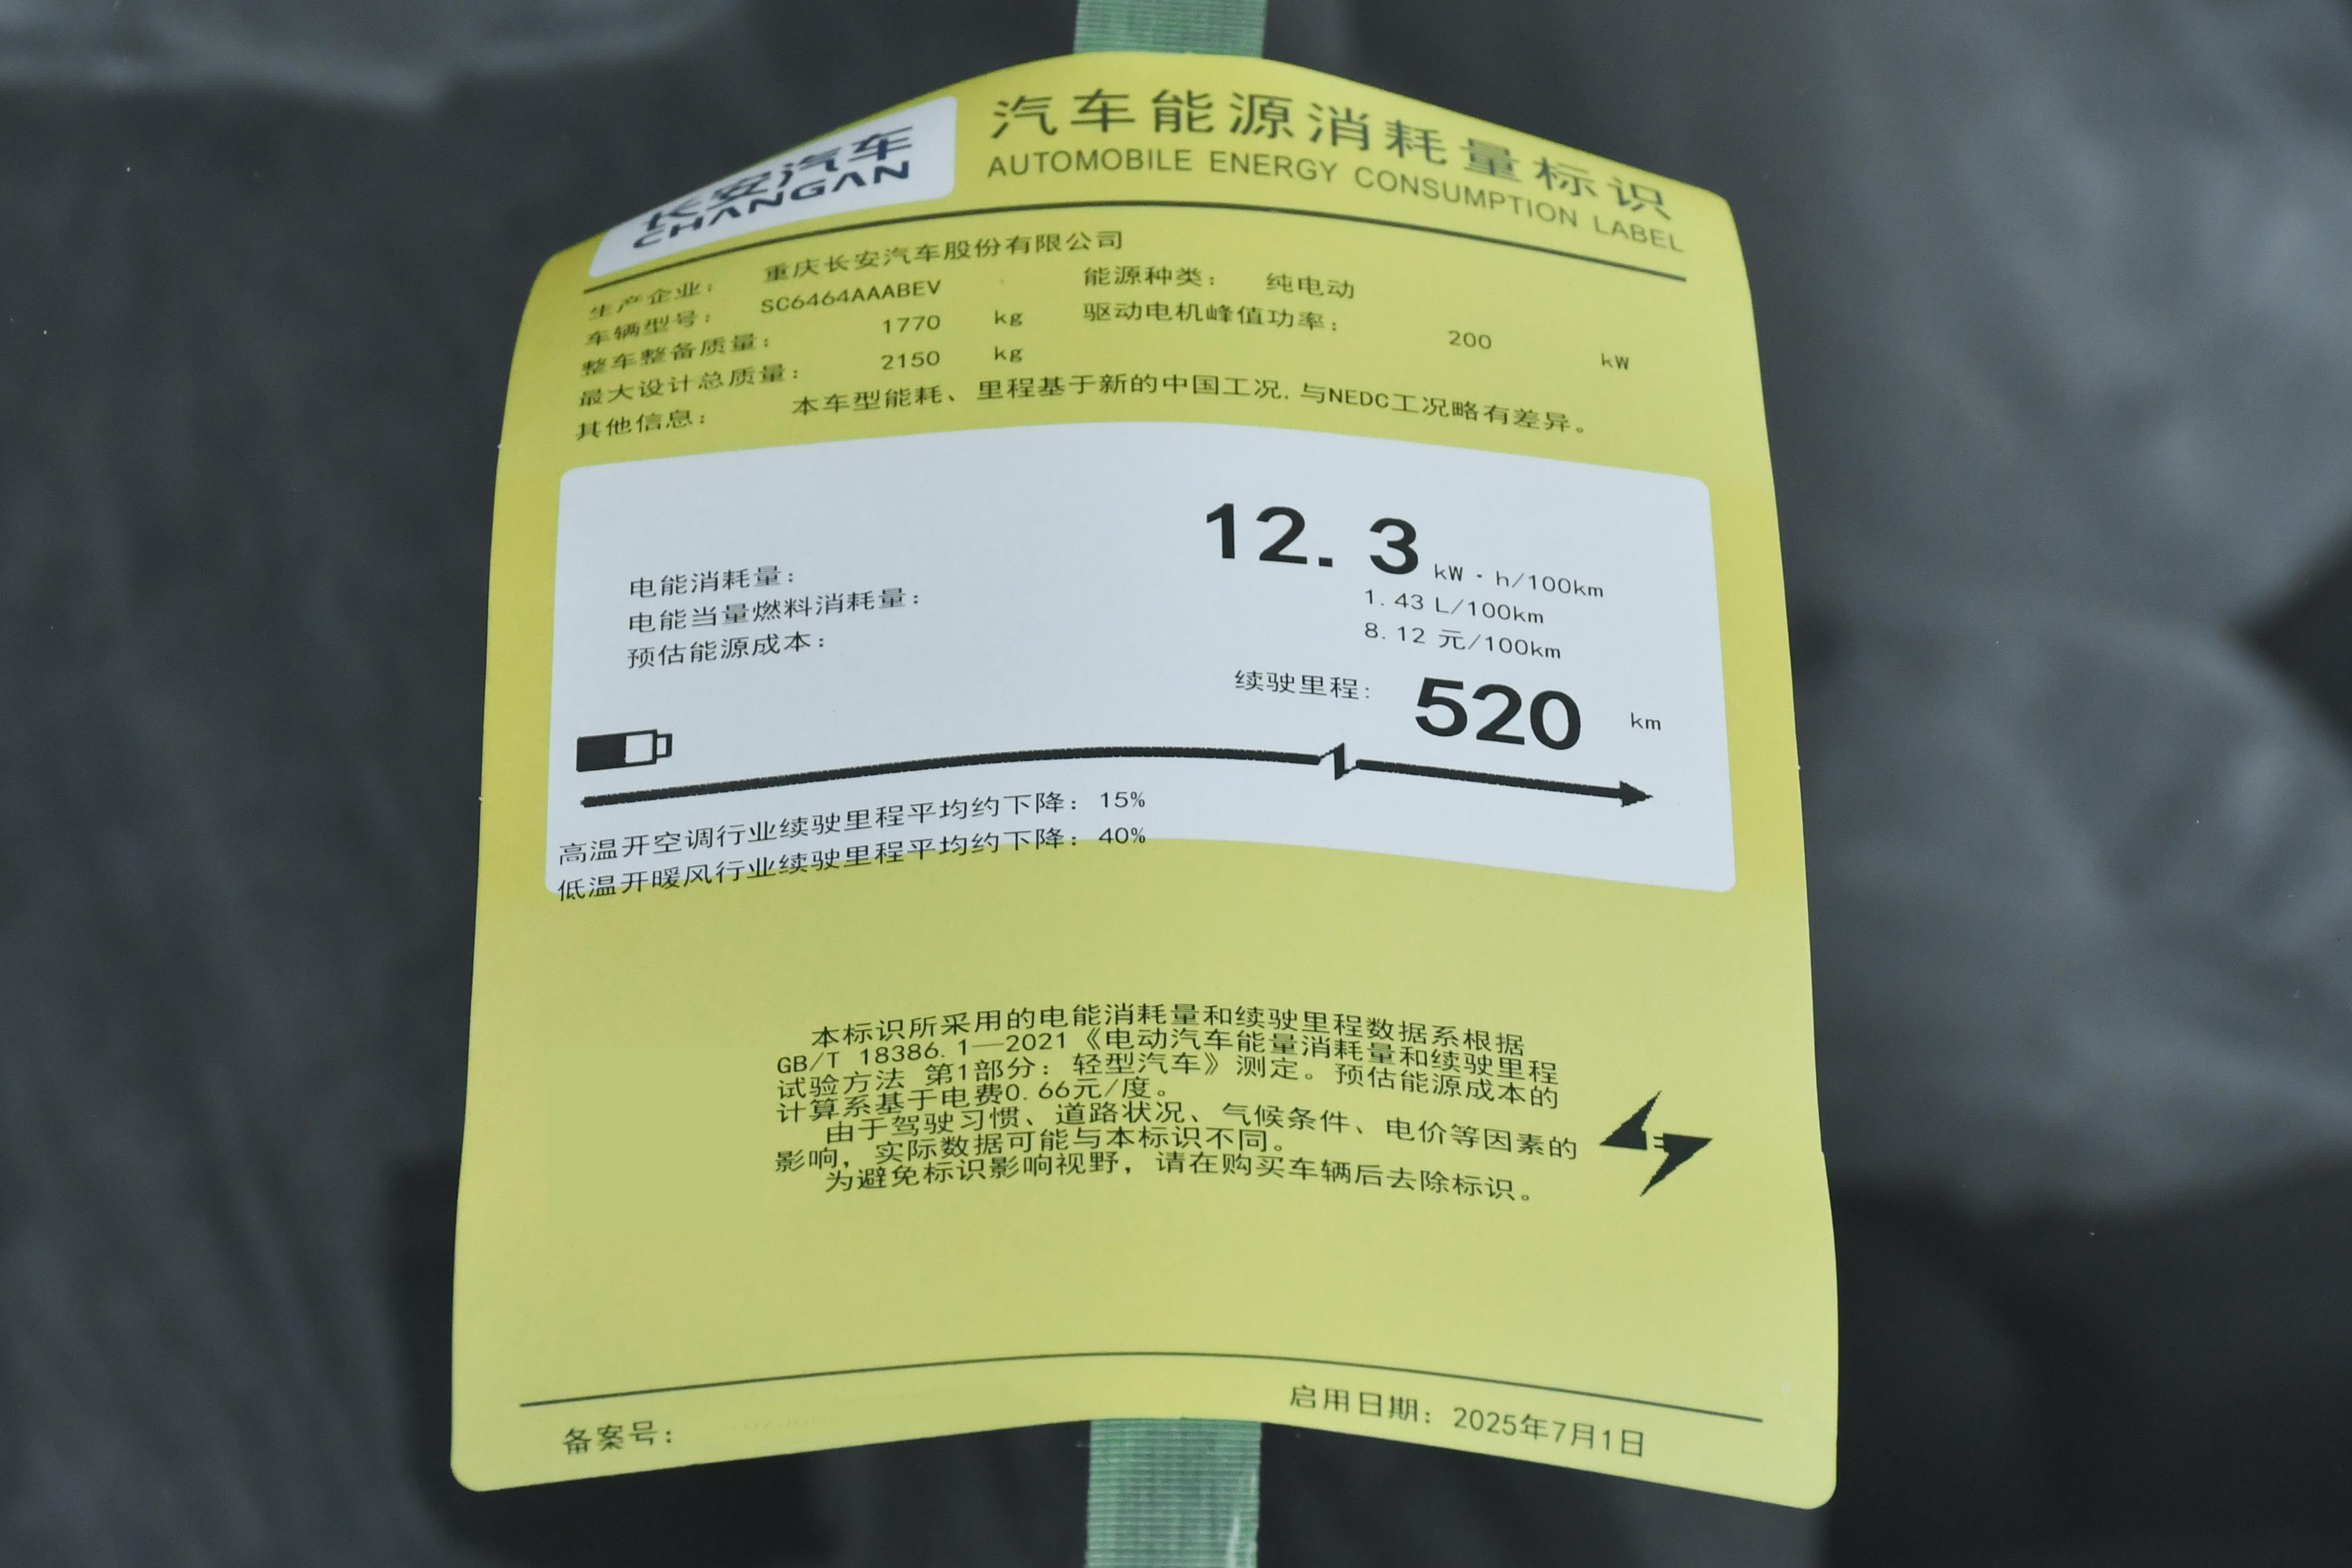 长安汽车
CHANGAN
汽车能源消耗量标识
AUTOMOBILE ENERGY CONSUMPTION LABEL
生产企业： 重庆长安汽车股份有限公司
车辆型号： SC6464AAABEV 能源种类： 纯电动
整车整备质量： 1770 kg 驱动电机峰值功率： 200 kW
最大设计总质量： 2150 kg
其他信息： 本车型能耗、里程基于新的中国工况,与NEDC工况略有差异。
电能消耗量： 12.3 kW·h/100km
电能当量燃料消耗量： 1.43 L/100km
预估能源成本： 8.12 元/100km
续驶里程： 520 km
高温开空调行业续驶里程平均约下降：15%
低温开暖风行业续驶里程平均约下降：40%
本标识所采用的电能消耗量和续驶里程数据系根据
GB/T 18386.1—2021《电动汽车能量消耗量和续驶里程
试验方法 第1部分：轻型汽车》测定。预估能源成本的
计算系基于电费0.66元/度。
由于驾驶习惯、道路状况、气候条件、电价等因素的
影响，实际数据可能与本标识不同。
为避免标识影响视野，请在购买车辆后去除标识。
备案号： 启用日期：2025年7月1日